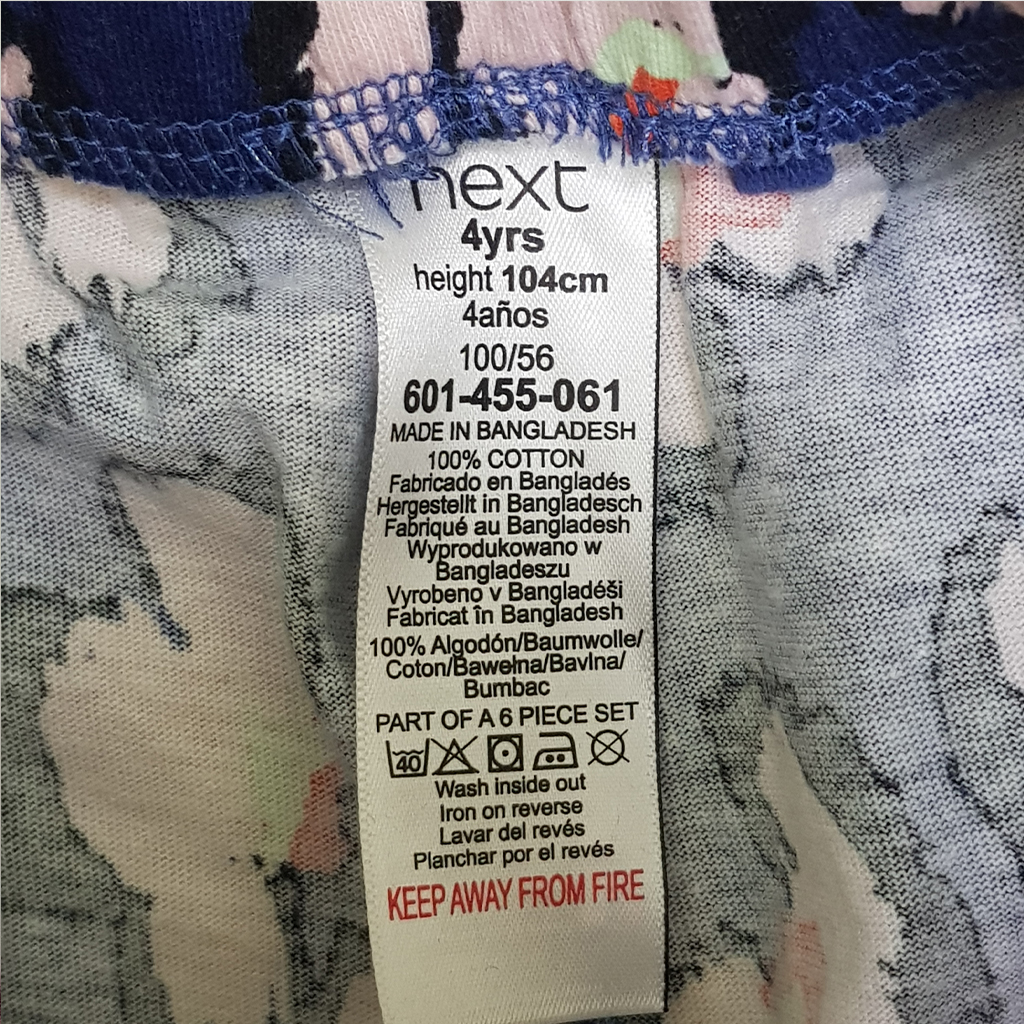 next
4yrs
height 104cm
4años
100/56
601-455-061
MADE IN BANGLADESH
100% COTTON
Fabricado en Bangladés
Hergestellt in Bangladesch
Fabriqué au Bangladesh
Wyprodukowano w
Bangladeszu
Vyrobeno v Bangladéši
Fabricat în Bangladesh
100% Algodón/Baumwolle/
Coton/Bawełna/Bavlna/
Bumbac
PART OF A 6 PIECE SET
40
Wash inside out
Iron on reverse
Lavar del revés
Planchar por el revés
KEEP AWAY FROM FIRE